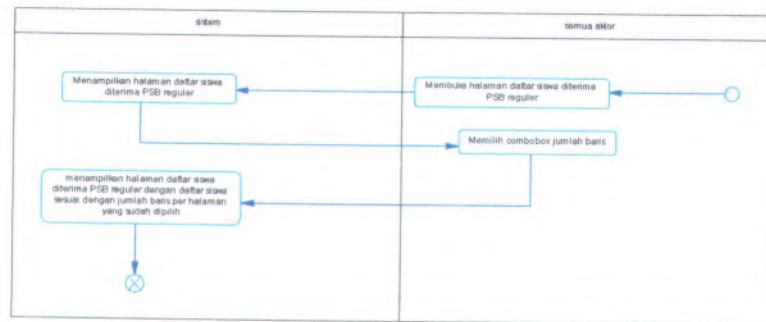 sistem
semua aktor
Menampilkan halaman daftar siswa
diterima PSB reguler
Membuka halaman daftar siswa diterima
PSB reguler
Memilih combobox jumlah baris
menampilkan halaman daftar siswa
diterima PSB reguler dengan daftar siswa
sesuai dengan jumlah baris per halaman
yang sudah dipilih